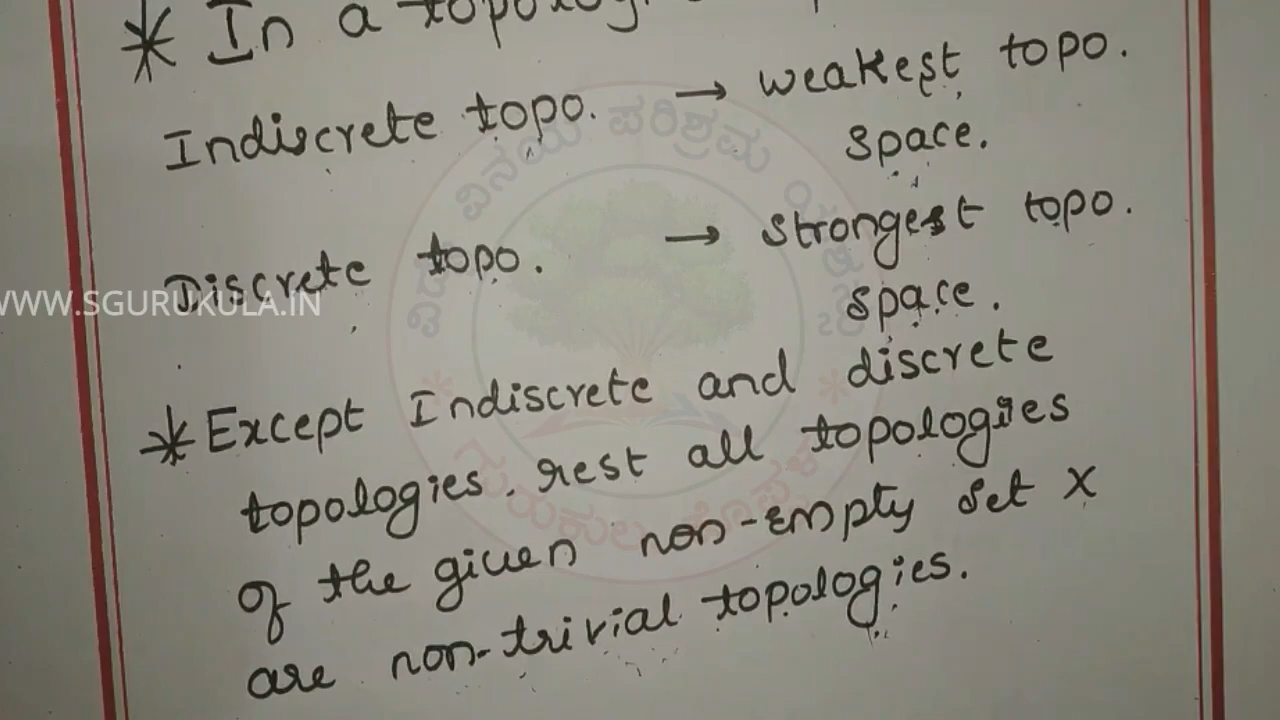 * In a topologi
Indiscrete topo. → weakest topo.
space.
Discrete topo. → strongest topo.
space.
WWW.SGURUKULA.IN
* Except Indiscrete and discrete
topologies. rest all topologies
of the given non-empty set X
are non-trivial topologies.